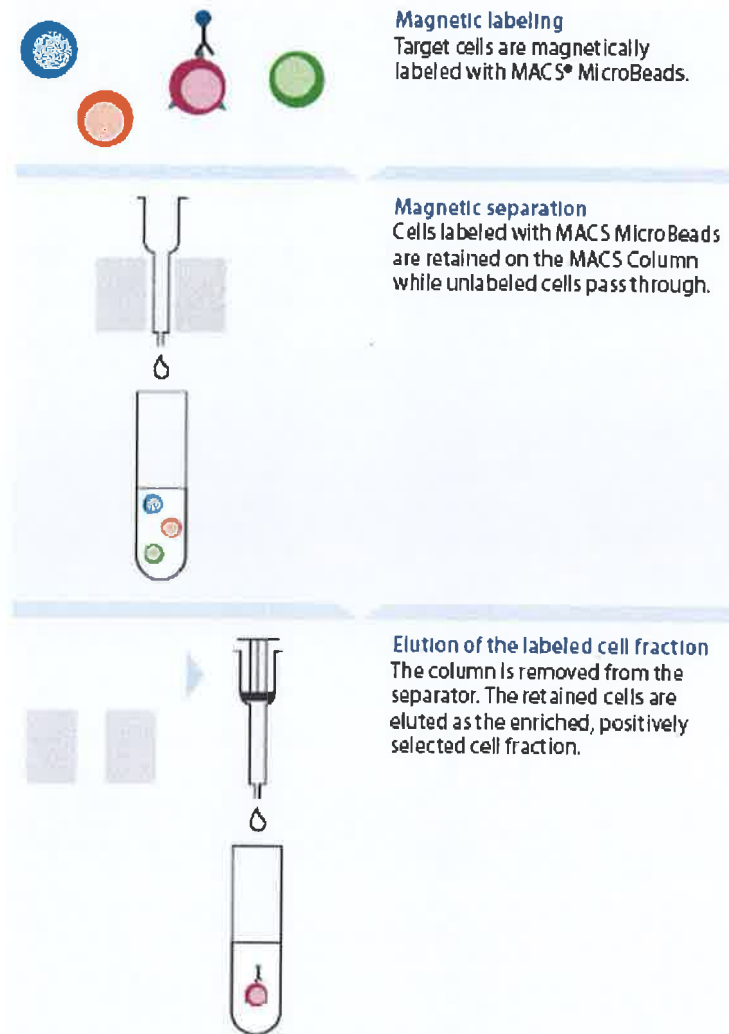 Magnetic labeling
Target cells are magnetically
labeled with MACS® MicroBeads.
Magnetic separation
Cells labeled with MACS MicroBeads
are retained on the MACS Column
while unlabeled cells pass through.
Elution of the labeled cell fraction
The column is removed from the
separator. The retained cells are
eluted as the enriched, positively
selected cell fraction.